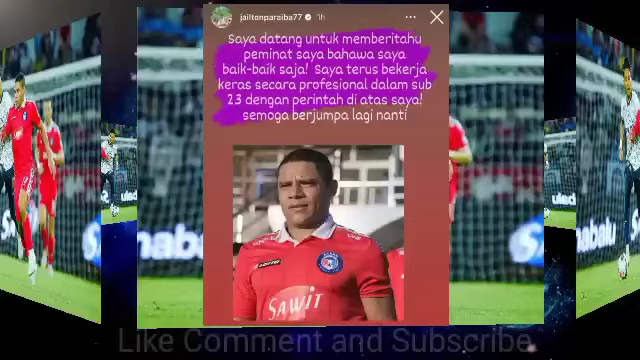 jailtonparaiba77 1h
Saya datang untuk memberitahu
peminat saya bahawa saya
baik-baik saja! Saya terus bekerja
keras secara profesional dalam sub
23 dengan perintah di atas saya!
semoga berjumpa lagi nanti
LOTTO
SAWIT
Like Comment and Subscribe